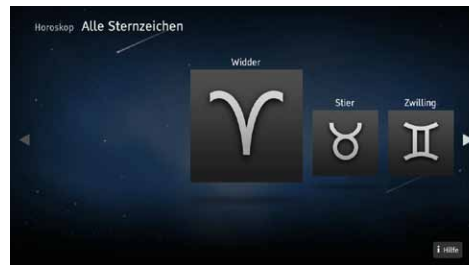 Horoskop Alle Sternzeichen
Widder
Stier
Zwilling
i Hilfe